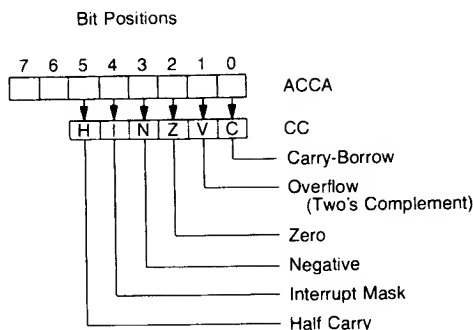 Bit Positions
7 6 5 4 3 2 1 0
ACCA
H I N Z V C CC
Carry-Borrow
Overflow
(Two's Complement)
Zero
Negative
Interrupt Mask
Half Carry